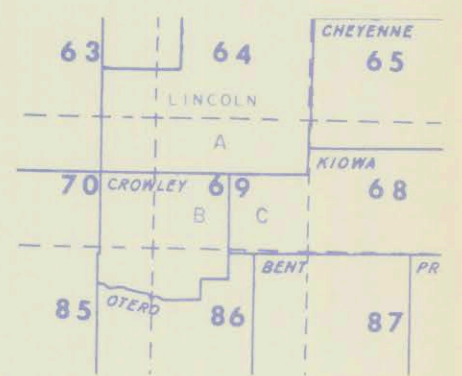 CHEYENNE
63 64 65
LINCOLN
A
KIOWA
70 CROWLEY 69 68
B C
BENT PR
OTERO
85 86 87